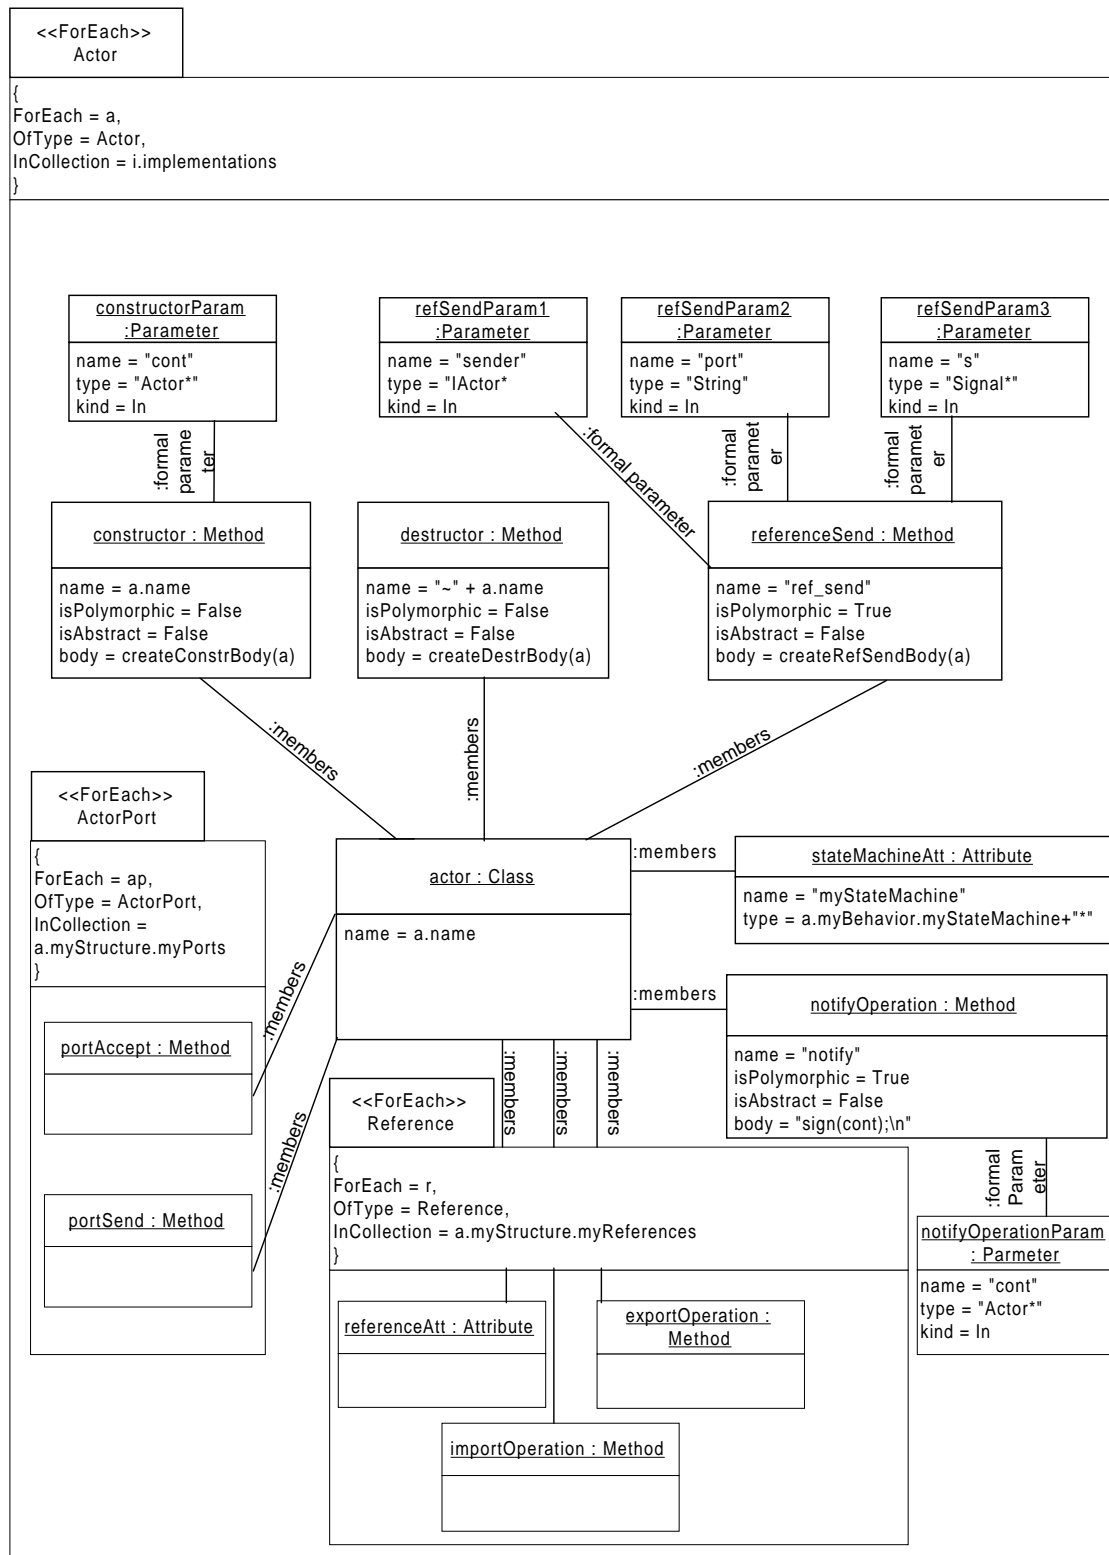 <<ForEach>>
Actor
{
ForEach = a,
OfType = Actor,
InCollection = i.implementations
}
constructorParam
:Parameter
name = "cont"
type = "Actor*"
kind = In
refSendParam1
:Parameter
name = "sender"
type = "IActor*
kind = In
refSendParam2
:Parameter
name = "port"
type = "String"
kind = In
refSendParam3
:Parameter
name = "s"
type = "Signal*"
kind = In
:formal
parame
ter
:formal parameter
:formal
paramet
er
:formal
paramet
er
constructor : Method
name = a.name
isPolymorphic = False
isAbstract = False
body = createConstrBody(a)
destructor : Method
name = "~" + a.name
isPolymorphic = False
isAbstract = False
body = createDestrBody(a)
referenceSend : Method
name = "ref_send"
isPolymorphic = True
isAbstract = False
body = createRefSendBody(a)
:members
:members
:members
<<ForEach>>
ActorPort
{
ForEach = ap,
OfType = ActorPort,
InCollection =
a.myStructure.myPorts
}
portAccept : Method
portSend : Method
:members
:members
actor : Class
name = a.name
:members
stateMachineAtt : Attribute
name = "myStateMachine"
type = a.myBehavior.myStateMachine+"*"
:members
notifyOperation : Method
name = "notify"
isPolymorphic = True
isAbstract = False
body = "sign(cont);\n"
:formal
Param
eter
notifyOperationParam
: Parmeter
name = "cont"
type = "Actor*"
kind = In
:members
:members
:members
<<ForEach>>
Reference
{
ForEach = r,
OfType = Reference,
InCollection = a.myStructure.myReferences
}
referenceAtt : Attribute
exportOperation :
Method
importOperation : Method